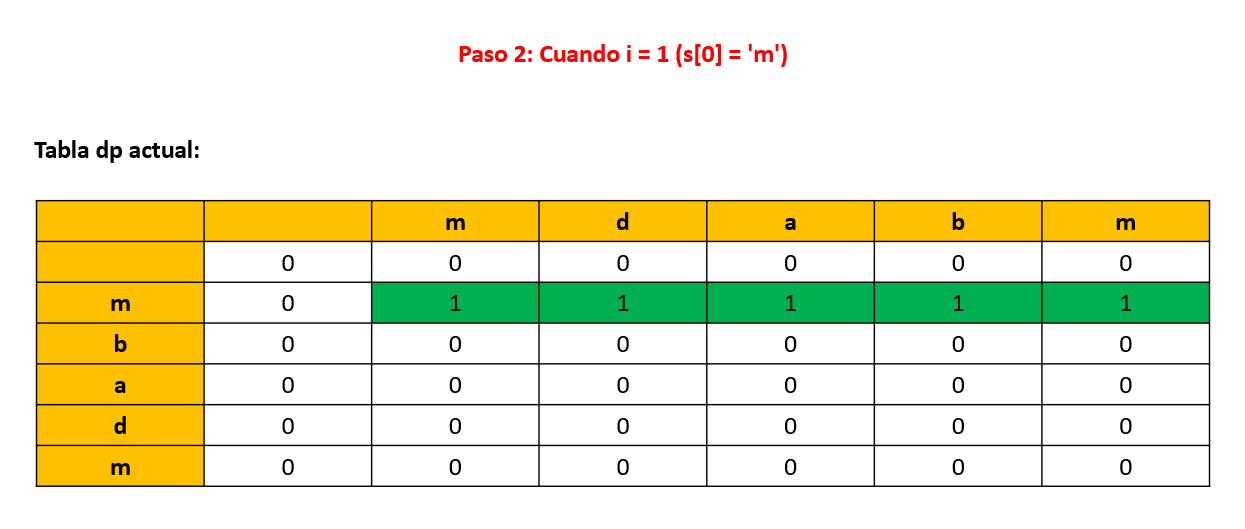 Paso 2: Cuando i = 1 (s[0] = 'm')
Tabla dp actual:
m d a b m
0 0 0 0 0 0
m 0 1 1 1 1 1
b 0 0 0 0 0 0
a 0 0 0 0 0 0
d 0 0 0 0 0 0
m 0 0 0 0 0 0